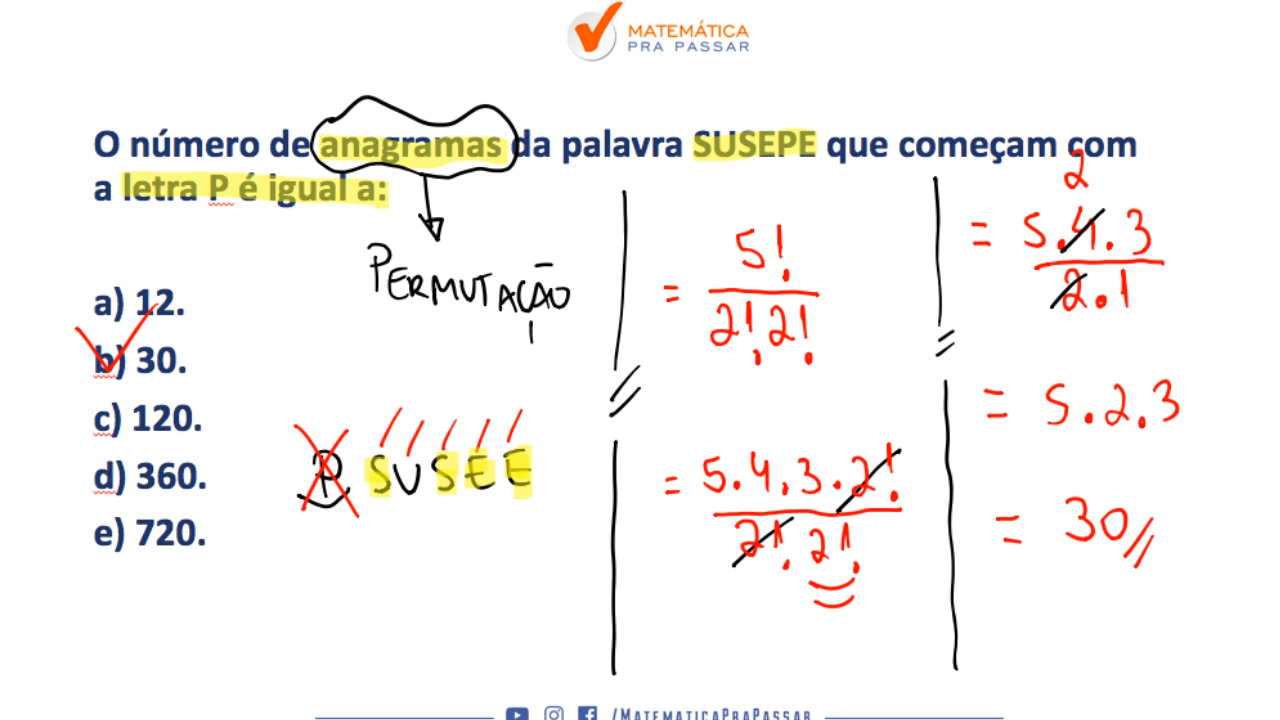 MATEMÁTICA
PRA PASSAR
O número de anagramas da palavra SUSEPE que começam com
a letra P é igual a:
a) 12.
b) 30.
c) 120.
d) 360.
e) 720.
PERMUTAÇÃO
P SUSEE
= 5!
2! 2!
= 5.4.3.2!
2!. 2!
2
= 5.4.3
2.1
= 5.2.3
= 30
/MATEMATICAPRAPASSAR